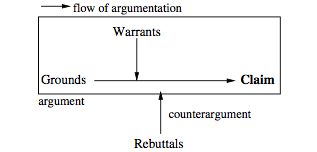 flow of argumentation
Warrants
Grounds
Claim
argument
counterargument
Rebuttals